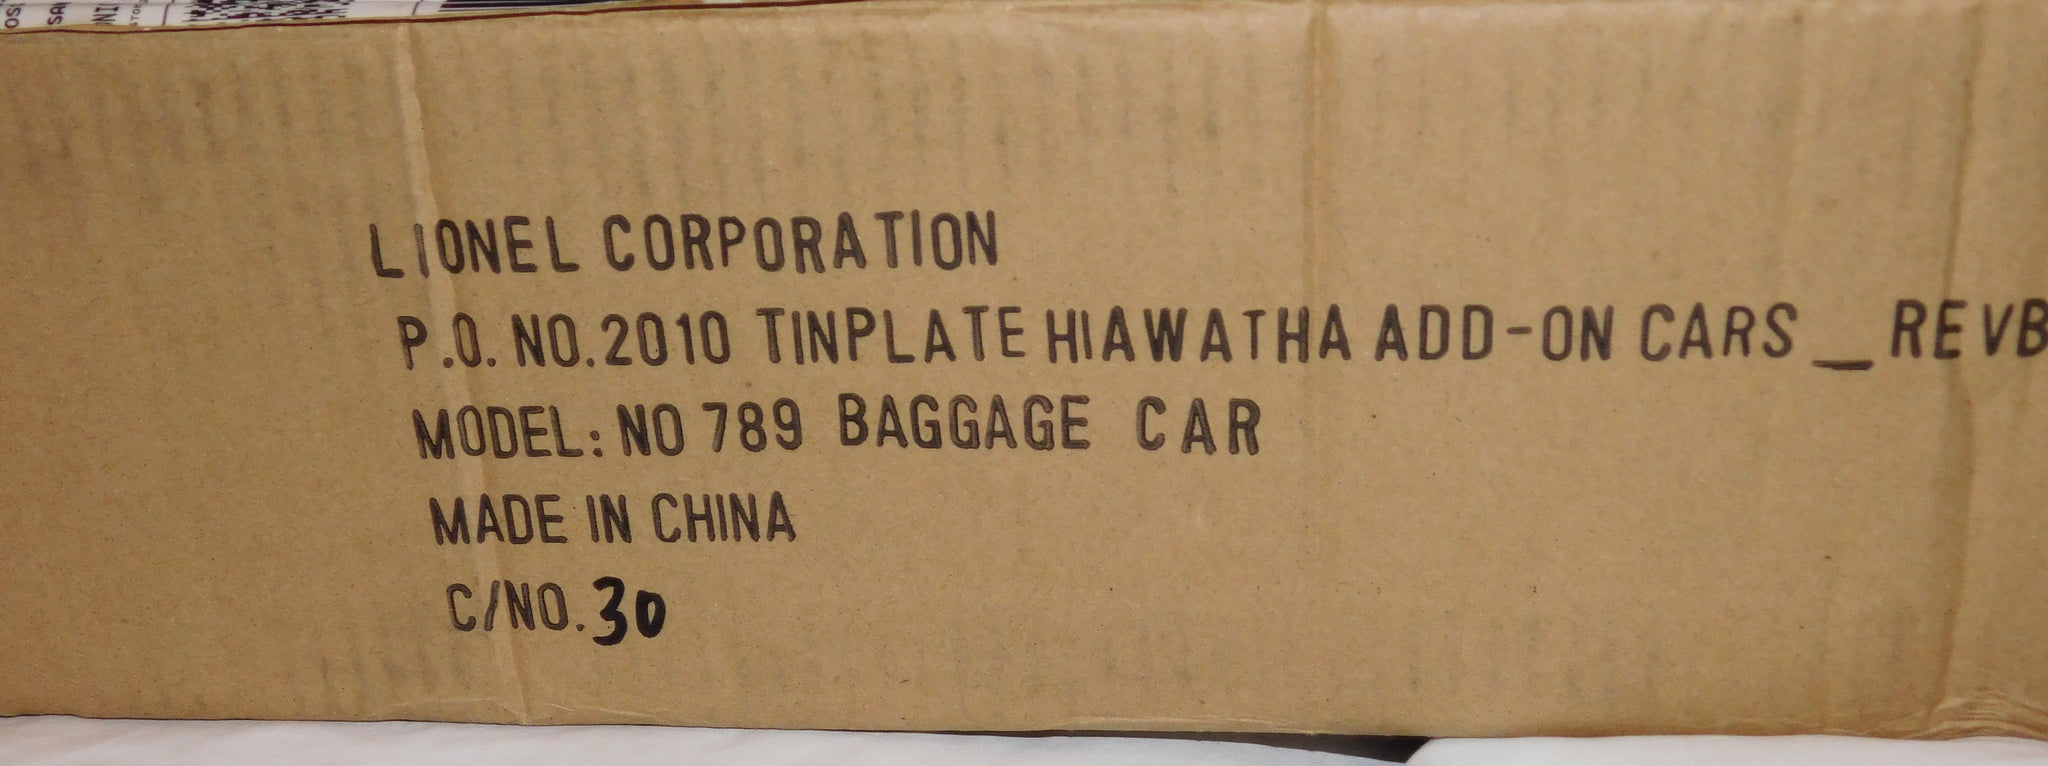 LIONEL CORPORATION
P.O. NO.2010 TINPLATE HIAWATHA ADD-ON CARS _ REVB
MODEL: NO 789 BAGGAGE CAR
MADE IN CHINA
C/NO.30